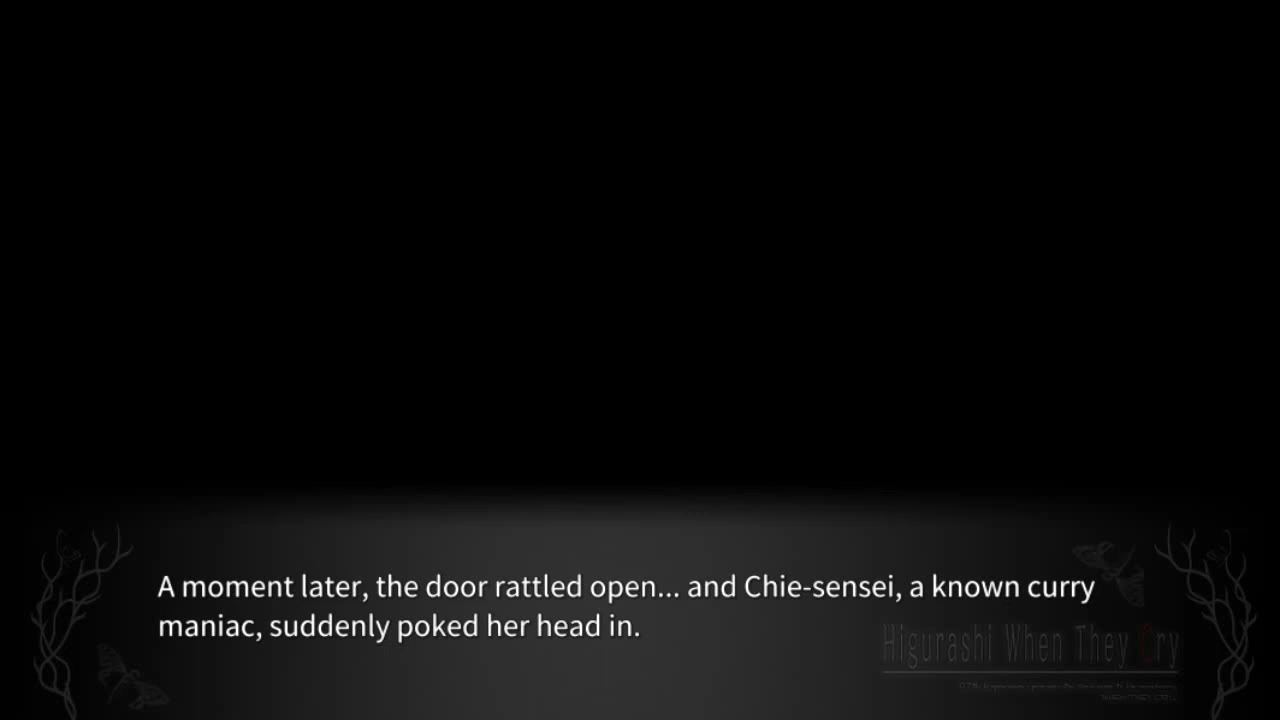 A moment later, the door rattled open... and Chie-sensei, a known curry
maniac, suddenly poked her head in.
Higurashi When They Cry